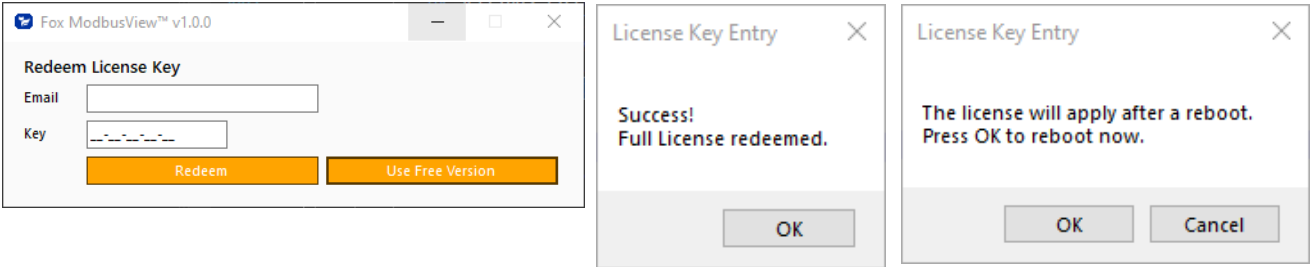 Fox ModbusView™ v1.0.0
Redeem License Key
Email
Key
__-__-__-__-__
Redeem
Use Free Version
License Key Entry
Success!
Full License redeemed.
OK
License Key Entry
The license will apply after a reboot.
Press OK to reboot now.
OK
Cancel